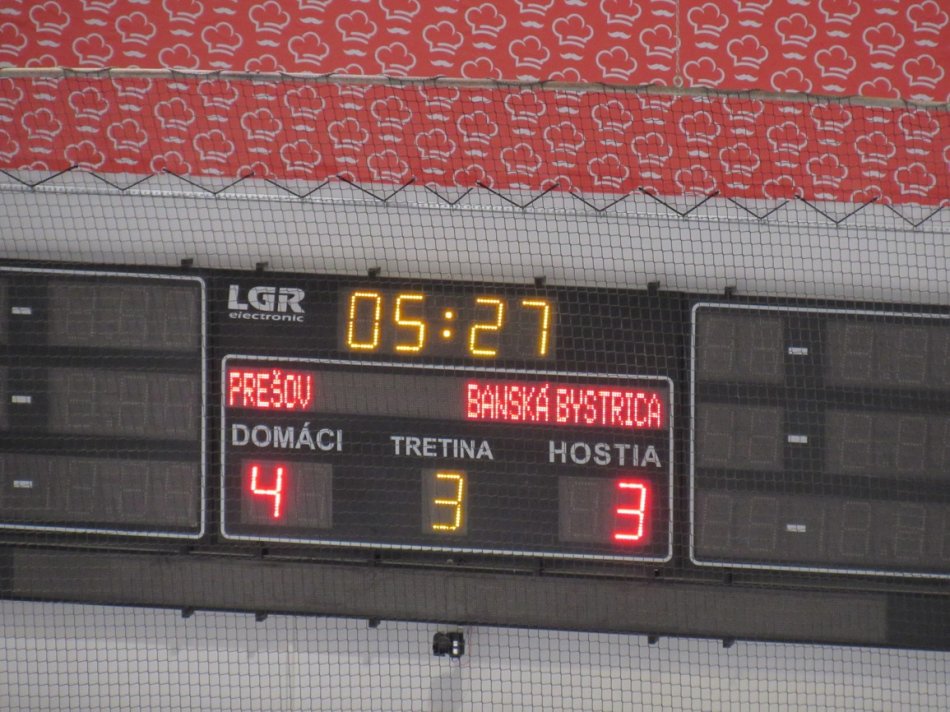 LGR
electronic
05:27
PREŠOV BANSKÁ BYSTRICA
DOMÁCI TRETINA HOSTIA
4 3 3